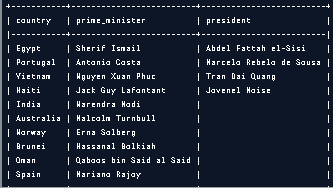 +-----------+-------------------------+---------------------------+
| country | prime_minister | president |
|-----------+-------------------------+---------------------------|
| Egypt | Sherif Ismail | Abdel Fattah el-Sisi |
| Portugal | Antonio Costa | Marcelo Rebelo de Sousa |
| Vietnam | Nguyen Xuan Phuc | Tran Dai Quang |
| Haiti | Jack Guy Lafontant | Jovenel Moise |
| India | Narendra Modi | |
| Australia | Malcolm Turnbull | |
| Norway | Erna Solberg | |
| Brunei | Hassanal Bolkiah | |
| Oman | Qaboos bin Said al Said | |
| Spain | Mariano Rajoy | |